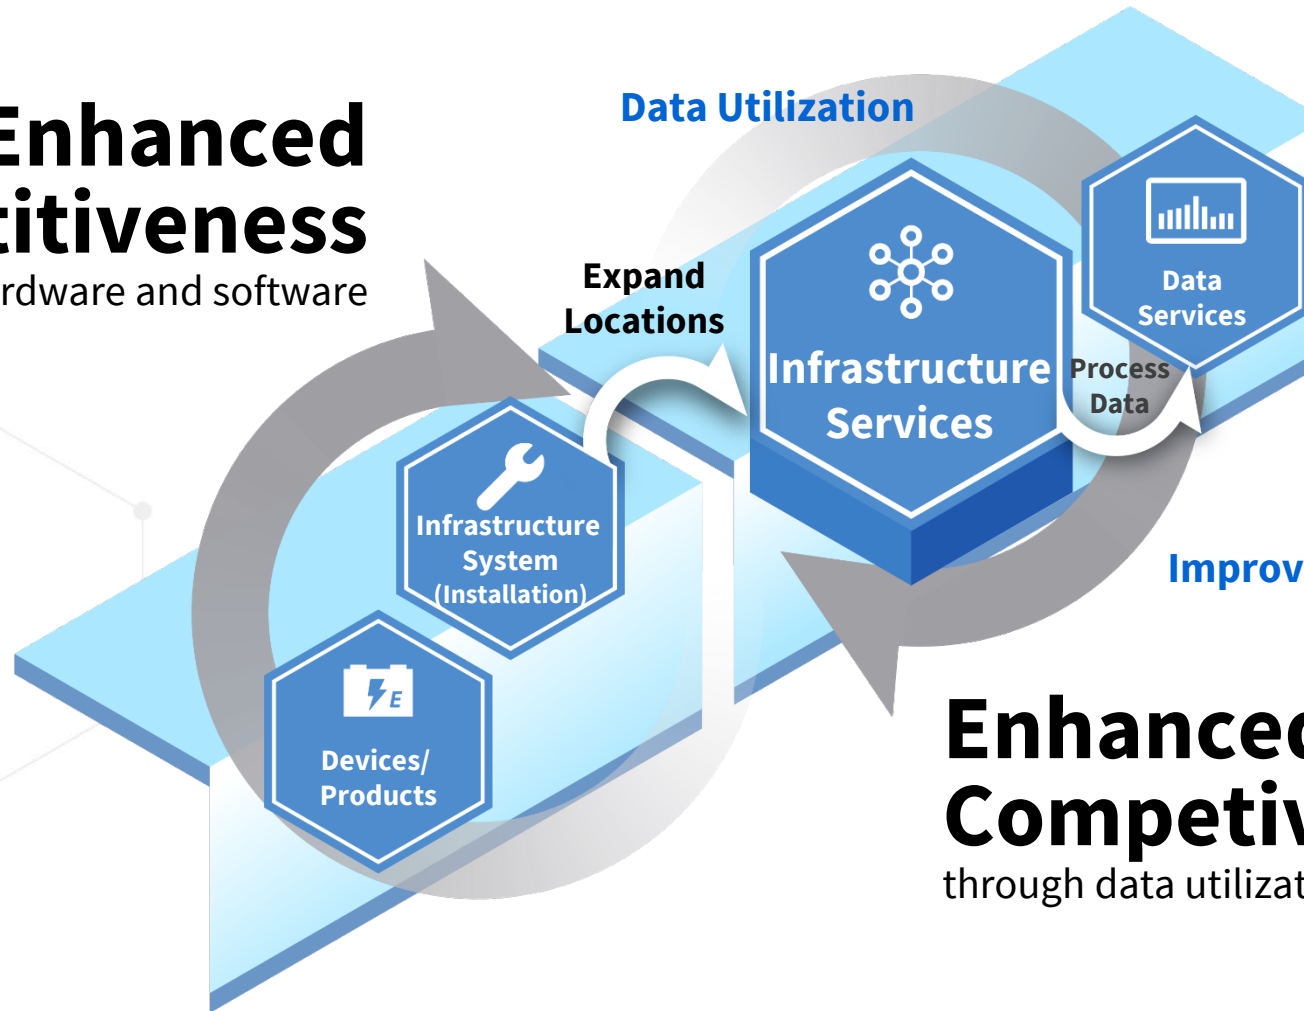 Enhanced
titiveness
rdware and software
Data Utilization
Expand
Locations
Infrastructure
Services
Data
Services
Process
Data
Infrastructure
System
(Installation)
E
Devices/
Products
Improv
Enhanced
Competiv
through data utilizat